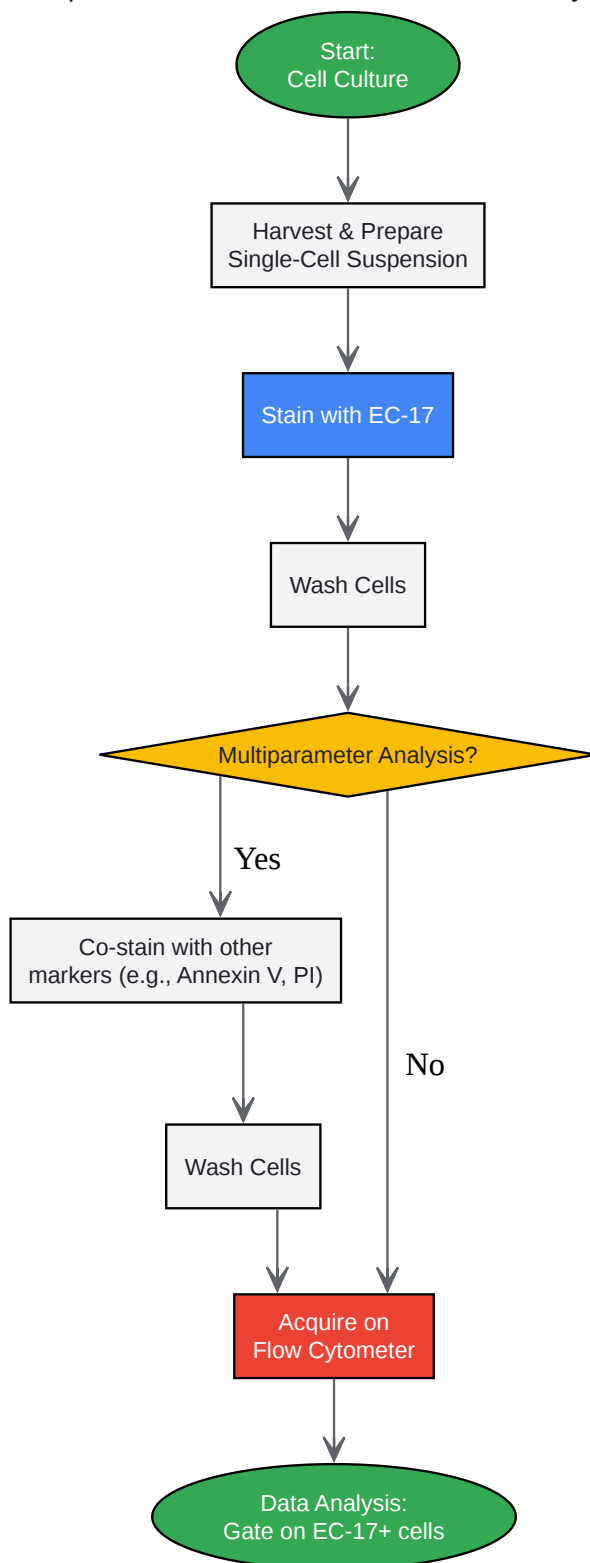 Start:
Cell Culture
Harvest & Prepare
Single-Cell Suspension
Stain with EC-17
Wash Cells
Multiparameter Analysis?
Yes
Co-stain with other
markers (e.g., Annexin V, PI)
No
Wash Cells
Acquire on
Flow Cytometer
Data Analysis:
Gate on EC-17+ cells